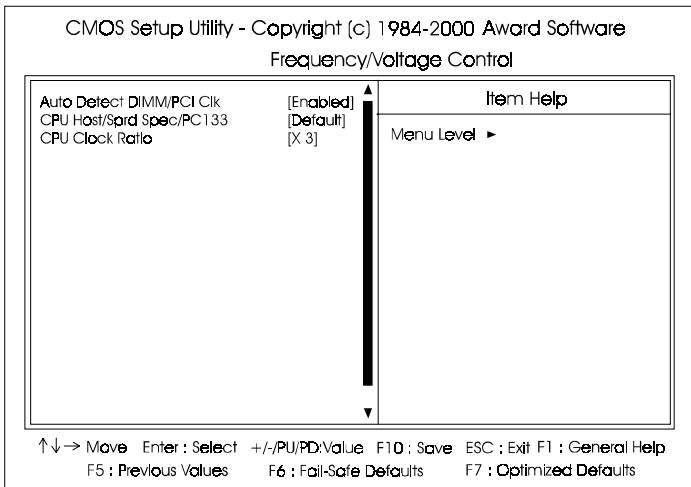 CMOS Setup Utility - Copyright (c) 1984-2000 Award Software
Frequency/Voltage Control
Auto Detect DIMM/PCI Clk [Enabled]
CPU Host/Sprd Spec/PC133 [Default]
CPU Clock Ratio [X 3]
Item Help
Menu Level ►
↑↓→ Move Enter : Select +/-/PU/PD:Value F10 : Save ESC : Exit F1 : General Help
F5 : Previous Values F6 : Fail-Safe Defaults F7 : Optimized Defaults